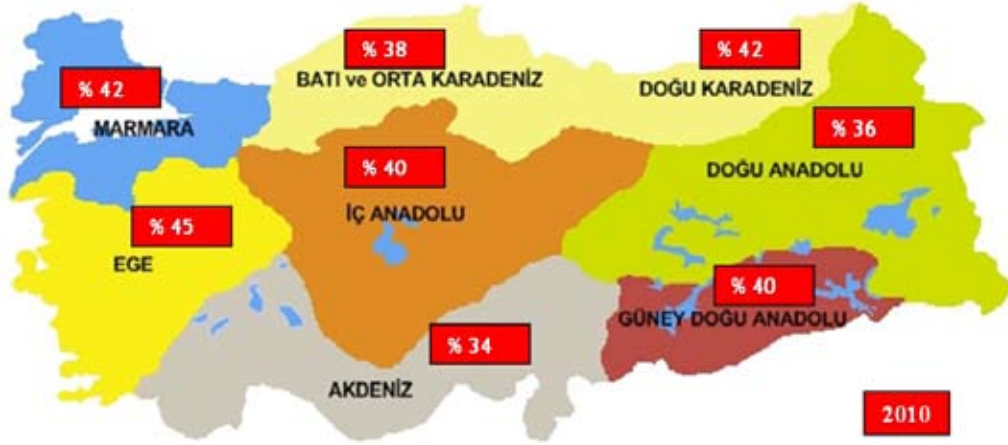 % 38
BATI ve ORTA KARADENİZ
% 42
DOĞU KARADENİZ
% 42
MARMARA
% 36
DOĞU ANADOLU
% 40
İÇ ANADOLU
% 45
EGE
% 40
GÜNEY DOĞU ANADOLU
% 34
AKDENİZ
2010